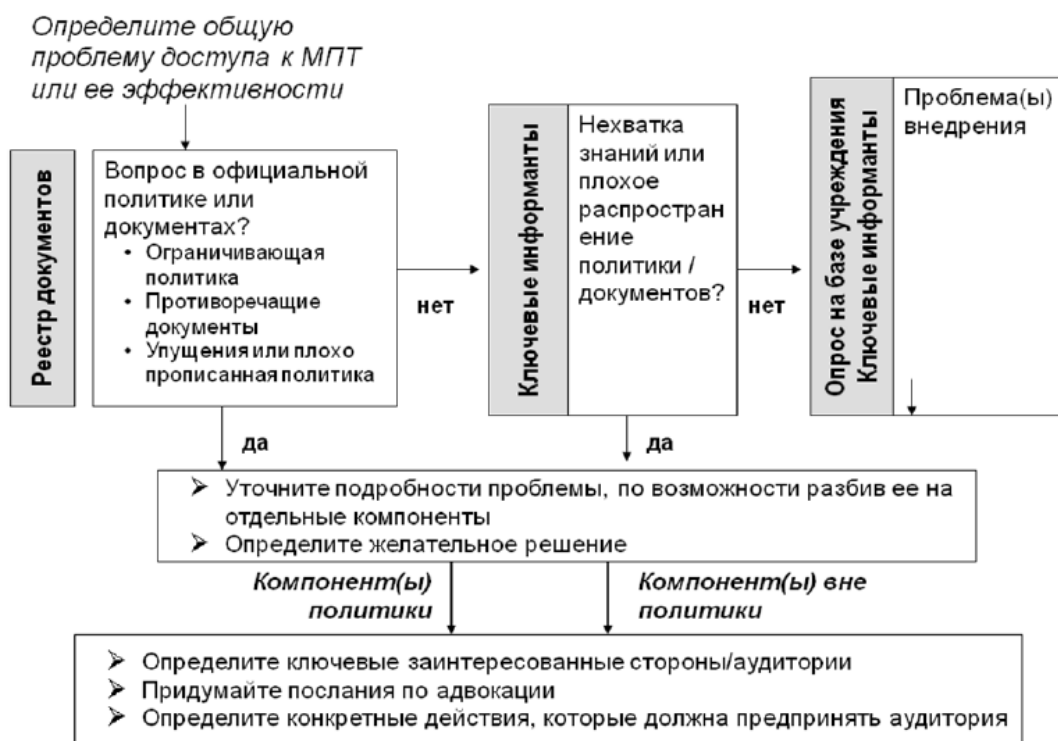 Определите общую
проблему доступа к МПТ
или ее эффективности
Реестр документов
Вопрос в официальной
политике или
документах?
• Ограничивающая
политика
• Противоречащие
документы
• Упущения или плохо
прописанная политика
нет
Ключевые информанты
Нехватка
знаний или
плохое
распростран
ение
политики /
документов?
нет
Опрос на базе учреждения
Ключевые информанты
Проблема(ы)
внедрения
да
да
➢ Уточните подробности проблемы, по возможности разбив ее на
отдельные компоненты
➢ Определите желательное решение
Компонент(ы)
политики
Компонент(ы) вне
политики
➢ Определите ключевые заинтересованные стороны/аудитории
➢ Придумайте послания по адвокации
➢ Определите конкретные действия, которые должна предпринять аудитория